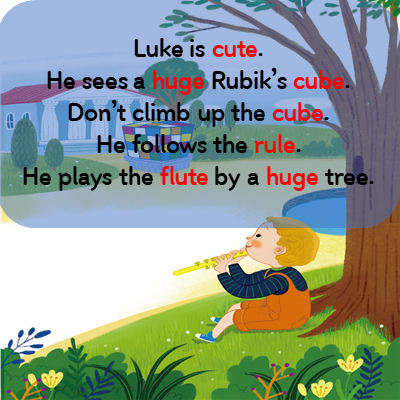 Luke is cute.
He sees a huge Rubik's cube.
Don't climb up the cube.
He follows the rule.
He plays the flute by a huge tree.